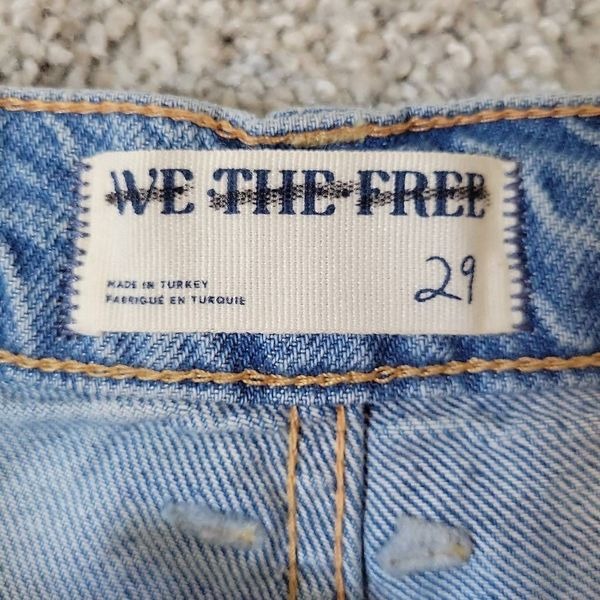 WE THE FREE
29
MADE IN TURKEY
FABRIQUÉ EN TURQUIE